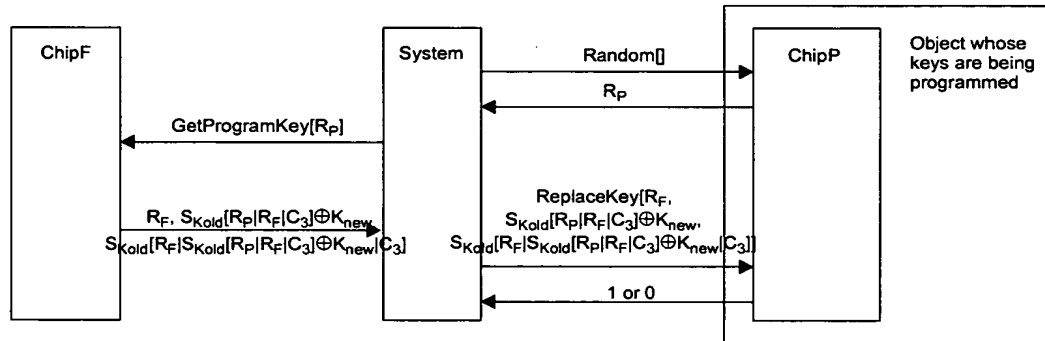 ChipF
System
ChipP
Object whose
keys are being
programmed
Random[]
R_P
GetProgramKey[R_P]
R_F, S_Kold[R_P|R_F|C_3]⊕K_new
S_Kold[R_F|S_Kold[R_P|R_F|C_3]⊕K_new|C_3]
ReplaceKey[R_F,
S_Kold[R_P|R_F|C_3]⊕K_new,
S_Kold[R_F|S_Kold[R_P|R_F|C_3]⊕K_new|C_3]]
1 or 0